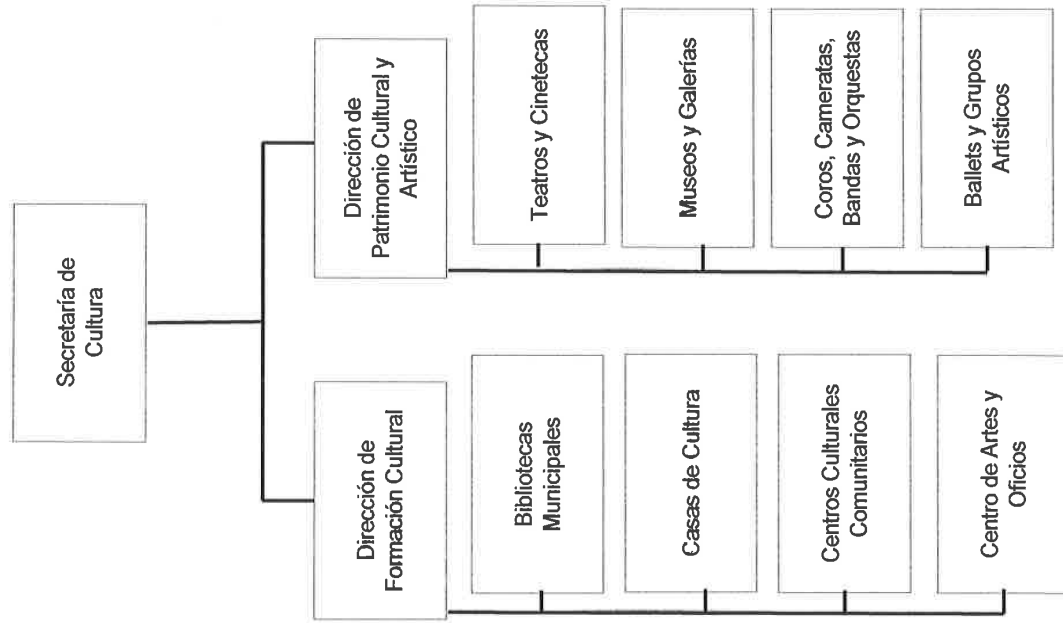 Secretaría de
Cultura
Dirección de
Formación Cultural
Bibliotecas
Municipales
Casas de Cultura
Centros Culturales
Comunitarios
Centro de Artes y
Oficios
Dirección de
Patrimonio Cultural y
Artístico
Teatros y Cinetecas
Museos y Galerías
Coros, Cameratas,
Bandas y Orquestas
Ballets y Grupos
Artísticos